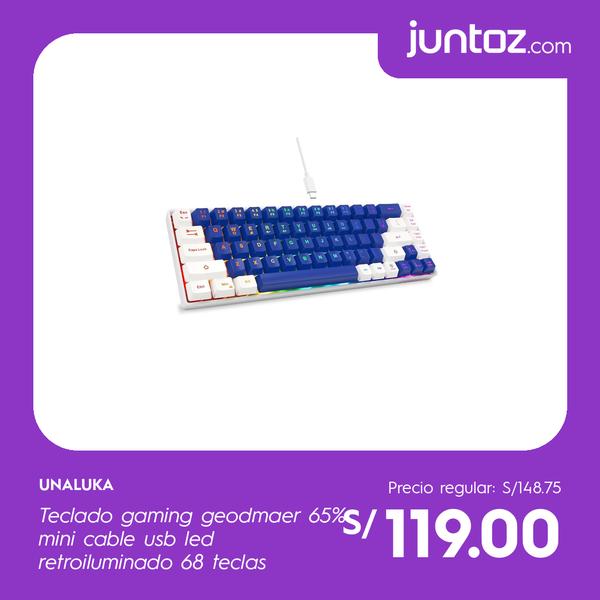 juntoz.com
UNALUKA
Teclado gaming geodmaer 65%
mini cable usb led
retroiluminado 68 teclas
Precio regular: S/148.75
S/119.00